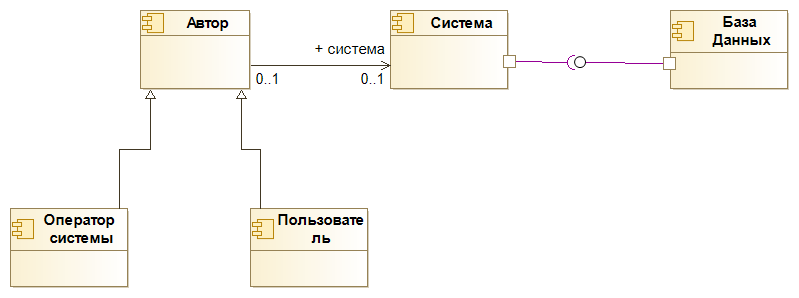 Автор
Система
База
Данных
+ система
0..1
0..1
Оператор
системы
Пользовате
ль